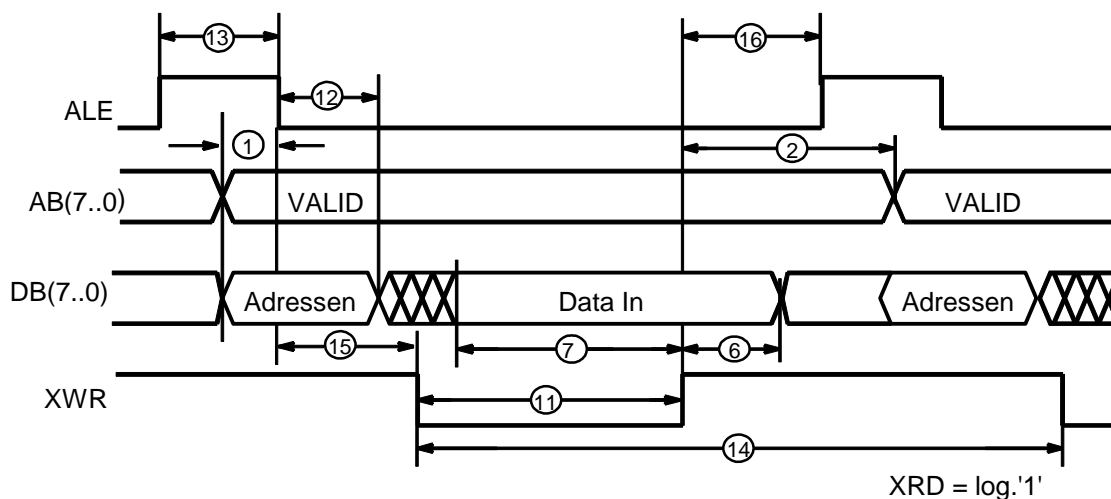 13
16
12
ALE
1
2
AB(7..0)
VALID
VALID
DB(7..0)
Adressen
Data In
Adressen
15
7
6
XWR
11
14
XRD = log.'1'